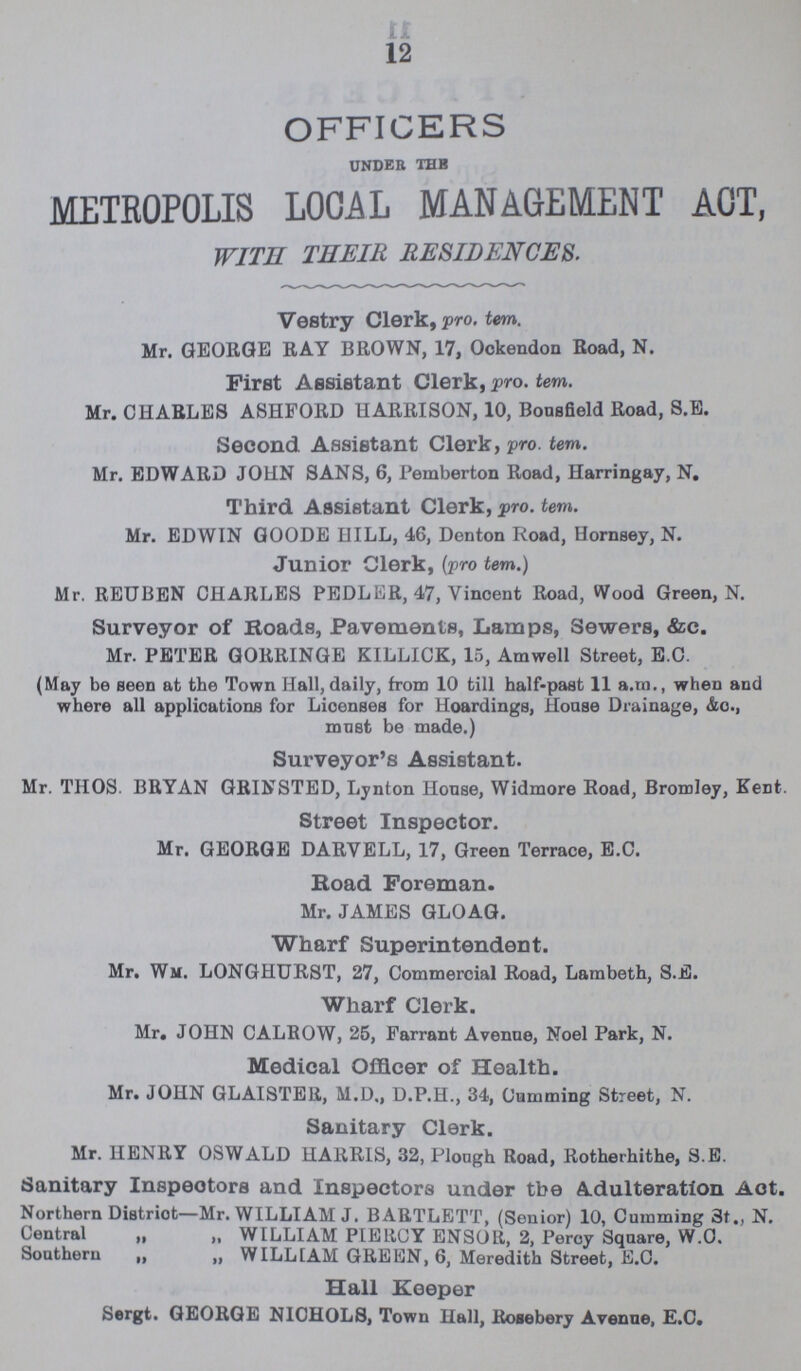 12
OFFICERS
UNDER THE
METROPOLIS LOCAL MANAGEMENT ACT,
WITH THEIR RESIDENCES.
Vestry Clerk, pro. tem.
Mr. GEORGE RAY BROWN, 17, Ockendon Road, N.
First Assistant Clerk, pro. tem.
Mr. CHARLES ASHFORD HARRISON, 10, Bousfield Road, S.E.
Second Assistant Clerk, pro. tem.
Mr. EDWARD JOHN SANS, 6, Pemberton Road, Harringay, N.
Third Assistant Clerk, pro. tem.
Mr. EDWIN GOODE HILL, 46, Denton Road, Hornsey, N.
Junior Clerk, (pro tem.)
Mr. REUBEN CHARLES PEDLER, 47, Vincent Road, Wood Green, N.
Surveyor of Roads, Pavements, Lamps, Sewers, &c.
Mr. PETER GORRINGE KILLICK, 15, Amwell Street, E.C.
(May be seen at the Town Hall, daily, from 10 till half-past 11 a.m., when and
where all applications for Licenses for Hoardings, House Drainage, &c.,
must be made.)
Surveyor's Assistant.
Mr. THOS. BRYAN GRINSTED, Lynton House, Widmore Road, Bromley, Kent.
Street Inspector.
Mr. GEORGE DARVELL, 17, Green Terrace, E.C.
Road Foreman.
Mr. JAMES GLOAG.
Wharf Superintendent.
Mr. WM. LONGHURST, 27, Commercial Road, Lambeth, S.E.
Wharf Clerk.
Mr. JOHN CALROW, 25, Farrant Avenue, Noel Park, N.
Medical Officer of Health.
Mr. JOHN GLAISTER, M.D., D.P.H., 34, Cumming Street, N.
Sanitary Clerk.
Mr. HENRY OSWALD HARRIS, 32, Plough Road, Rotherhithe, S.E.
Sanitary Inspectors and Inspectors under the Adulteration Act.
Northern District—Mr. WILLIAM J. BARTLETT, (Senior) 10, Cumming St., N.
Central „ „ WILLIAM PIERCY ENSOR, 2, Percy Square, W.C.
Southern „ „ WILLIAM GREEN, 6, Meredith Street, E.C.
Hall Keeper
Sergt. GEORGE NICHOLS, Town Hall, Rosebery Avenue, E.C.